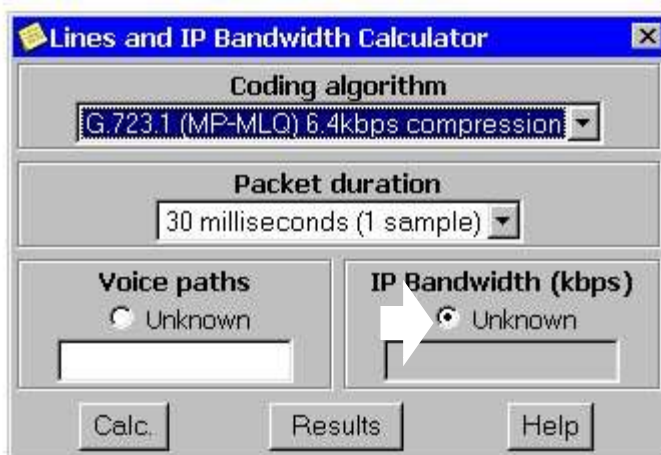 Lines and IP Bandwidth Calculator
Coding algorithm
G.723.1 (MP-MLQ) 6.4kbps compression
Packet duration
30 milliseconds (1 sample)
Voice paths
Unknown
IP Bandwidth (kbps)
Unknown
Calc. Results Help